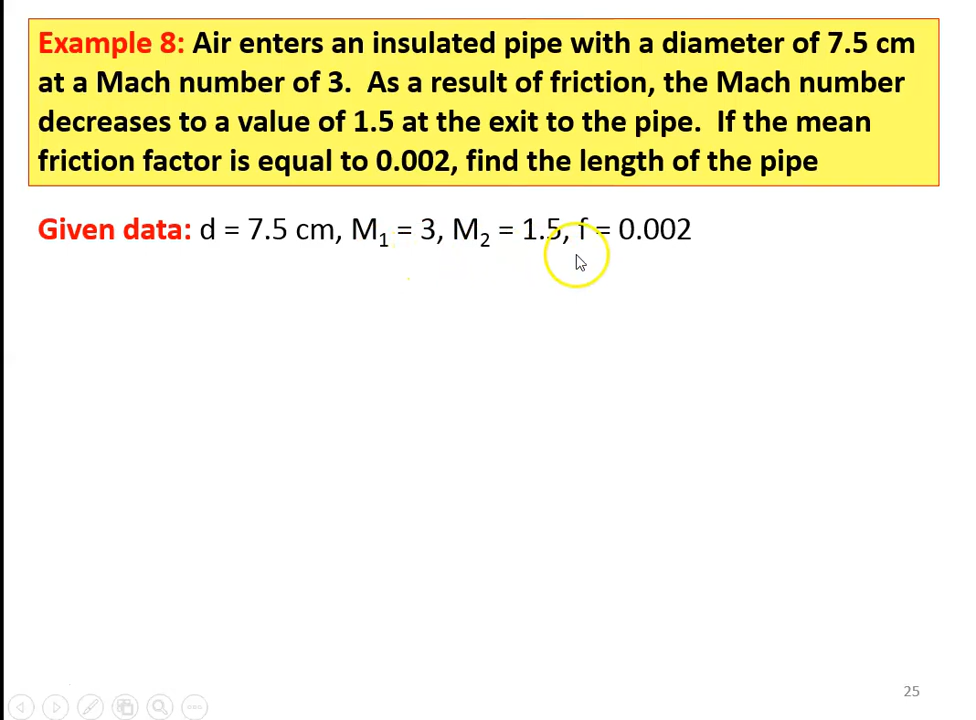 Example 8: Air enters an insulated pipe with a diameter of 7.5 cm
at a Mach number of 3.  As a result of friction, the Mach number
decreases to a value of 1.5 at the exit to the pipe.  If the mean
friction factor is equal to 0.002, find the length of the pipe
Given data: d = 7.5 cm, M₁ = 3, M₂ = 1.5, f = 0.002
25